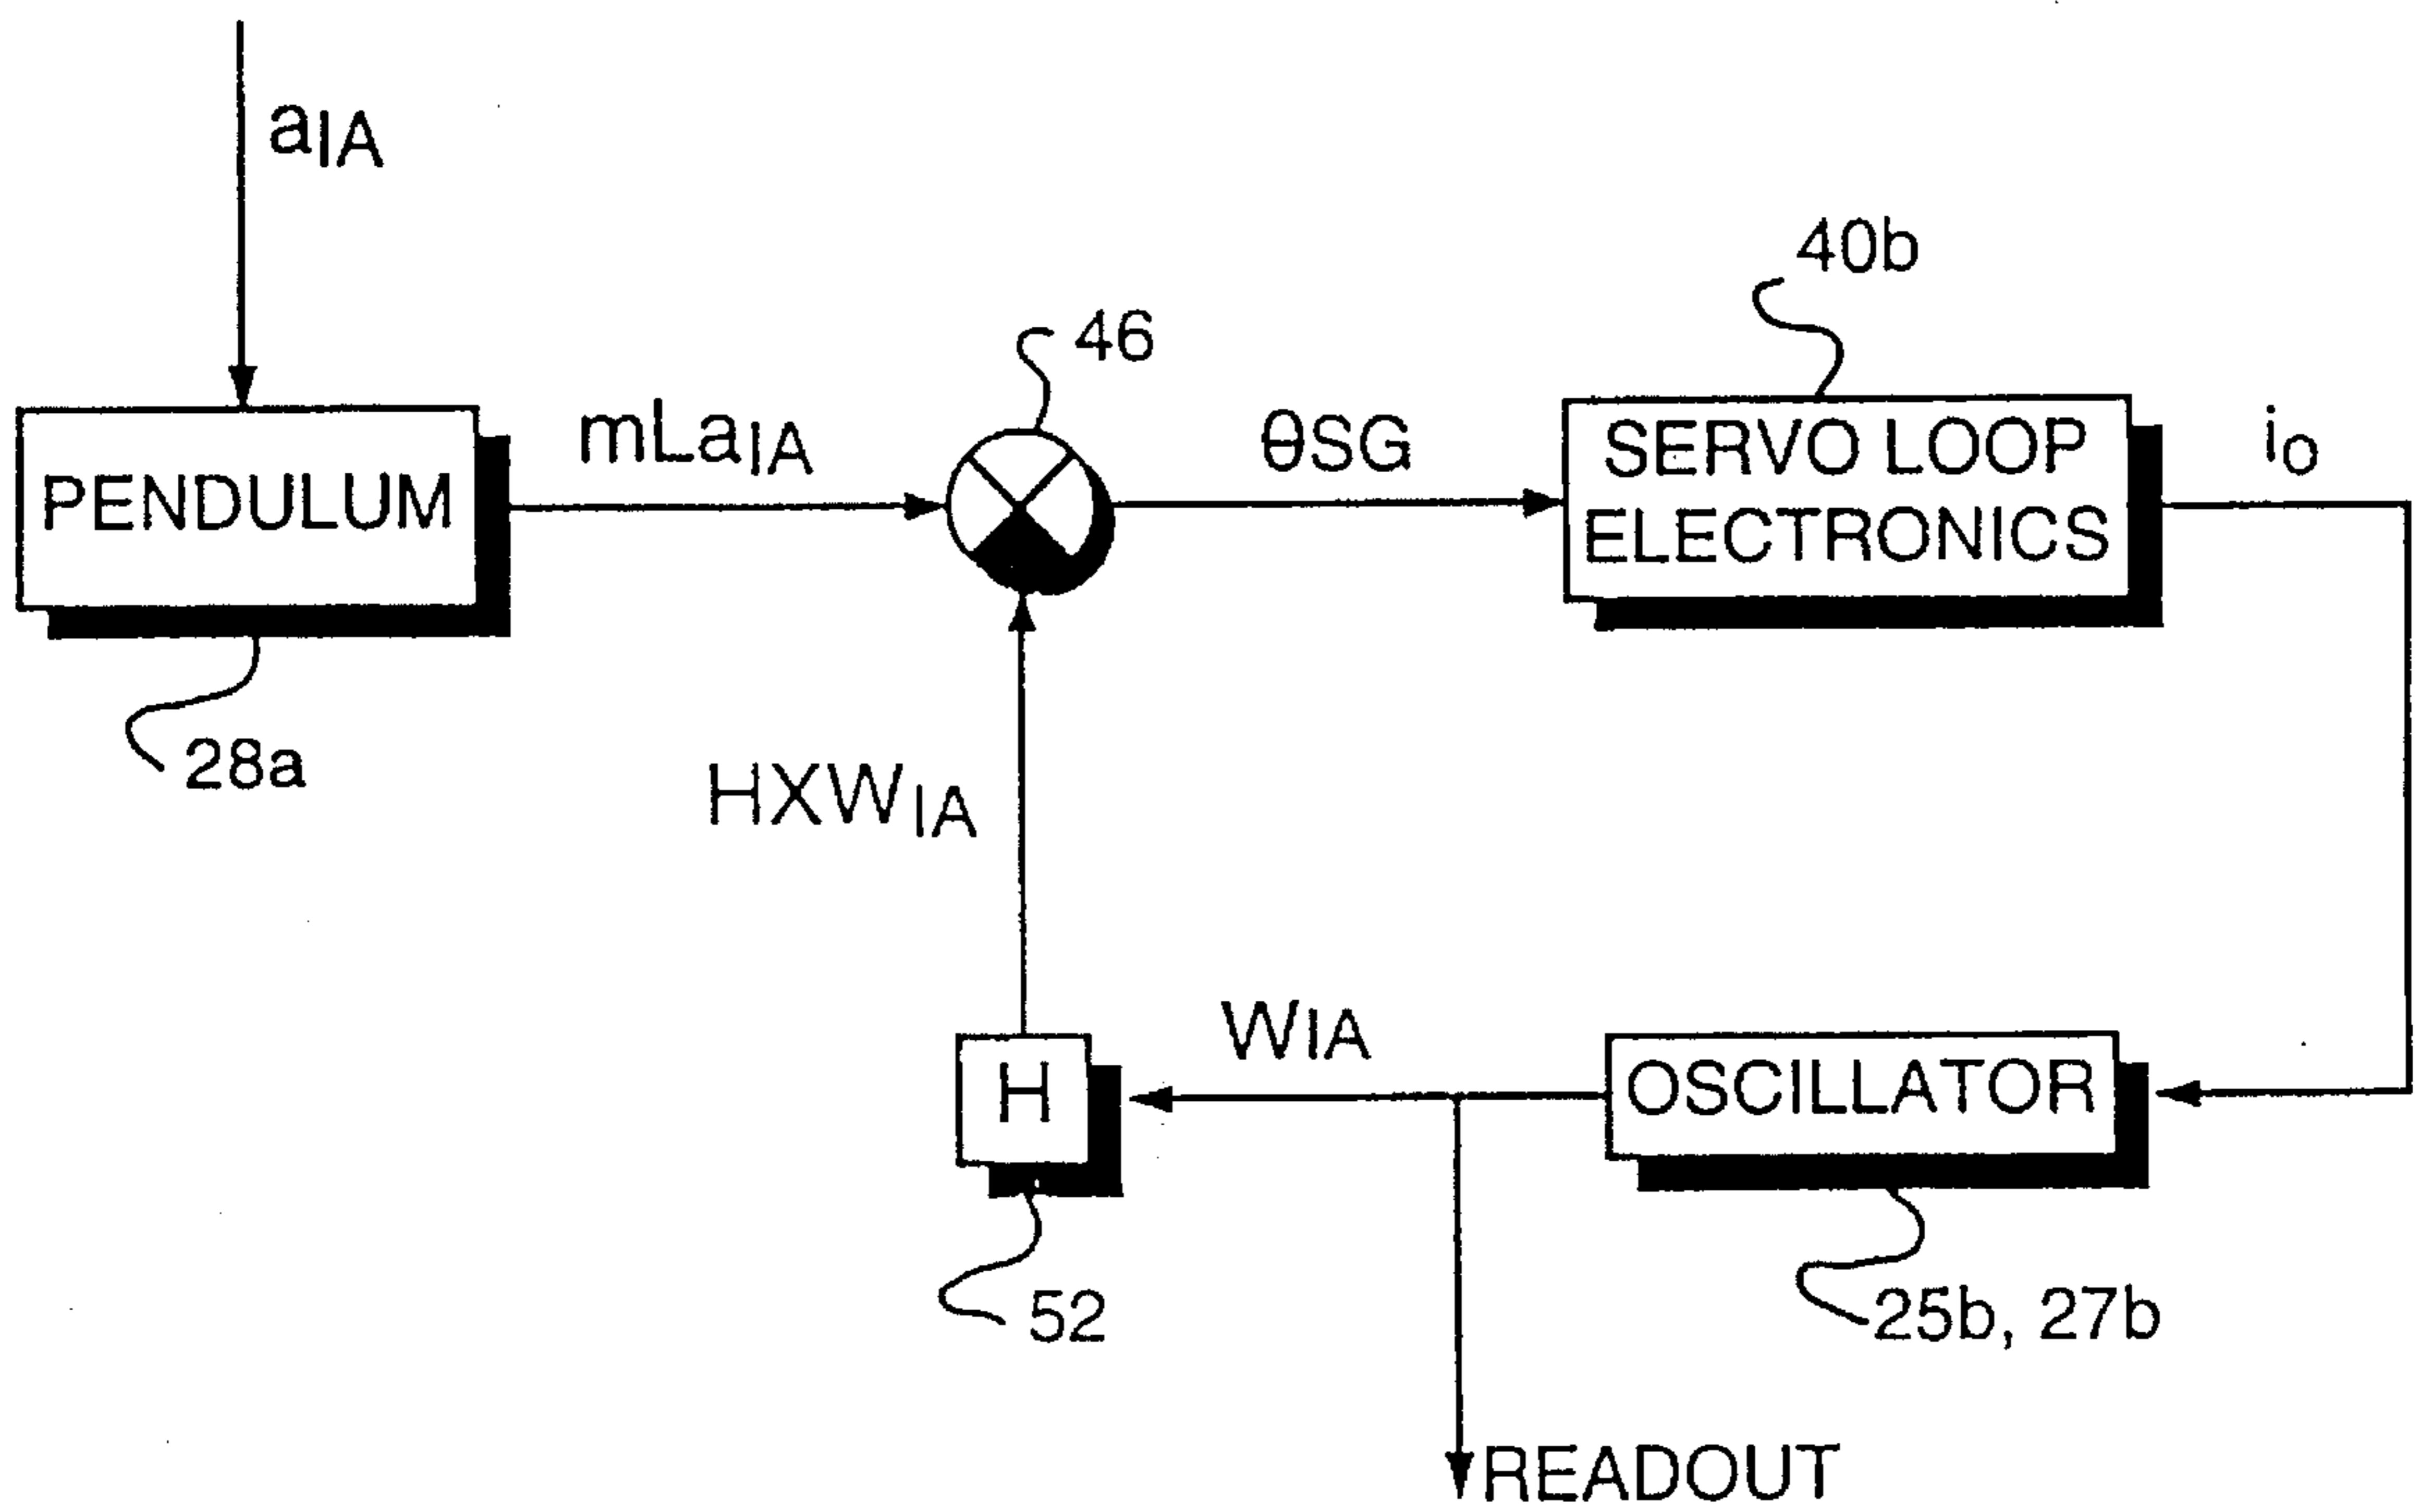 aIA
40b
46
mLaIA
θSG
SERVO LOOP
ELECTRONICS
io
PENDULUM
28a
HXWIA
WIA
H
OSCILLATOR
52
25b, 27b
READOUT